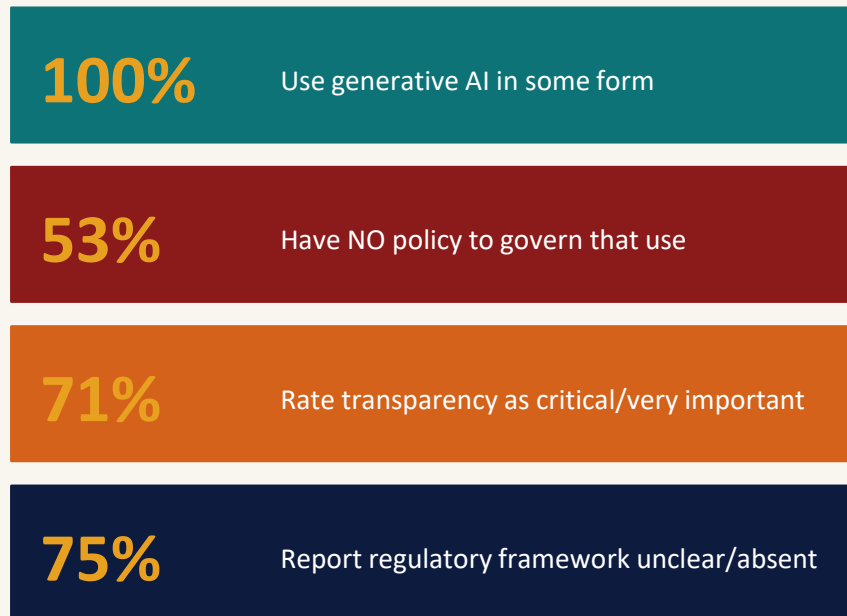 100%
Use generative AI in some form
53%
Have NO policy to govern that use
71%
Rate transparency as critical/very important
75%
Report regulatory framework unclear/absent